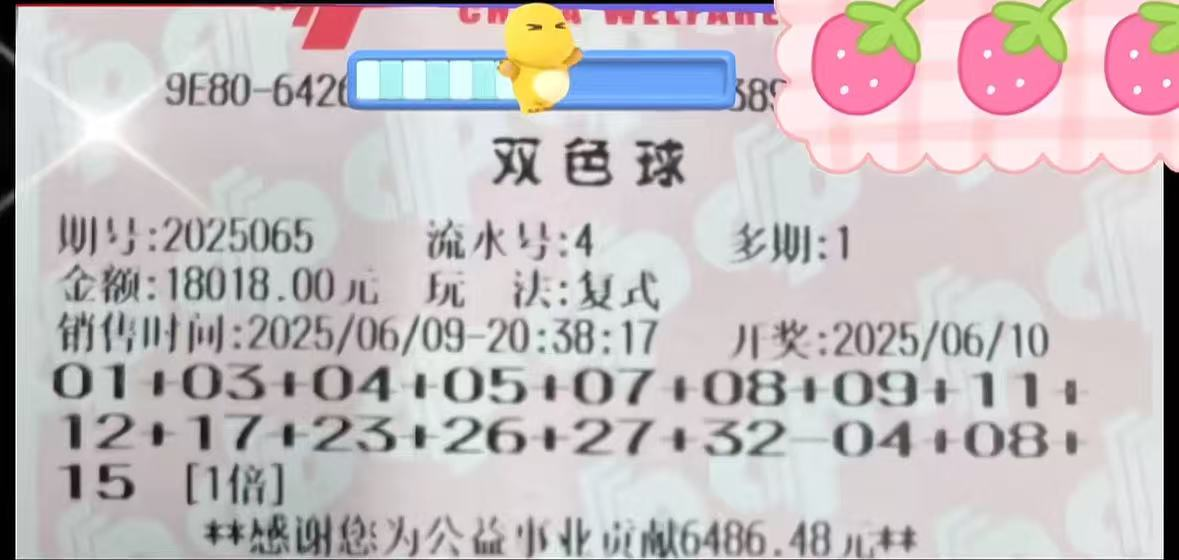 WELFARE
9E80-6426
双色球
期号:2025065 流水号:4 多期:1
金额:18018.00元 玩 法:复式
销售时间:2025/06/09-20:38:17 开奖:2025/06/10
01+03+04+05+07+08+09+11+
12+17+23+26+27+32-04+08+
15 [1倍]
**感谢您为公益事业贡献6486.48元**